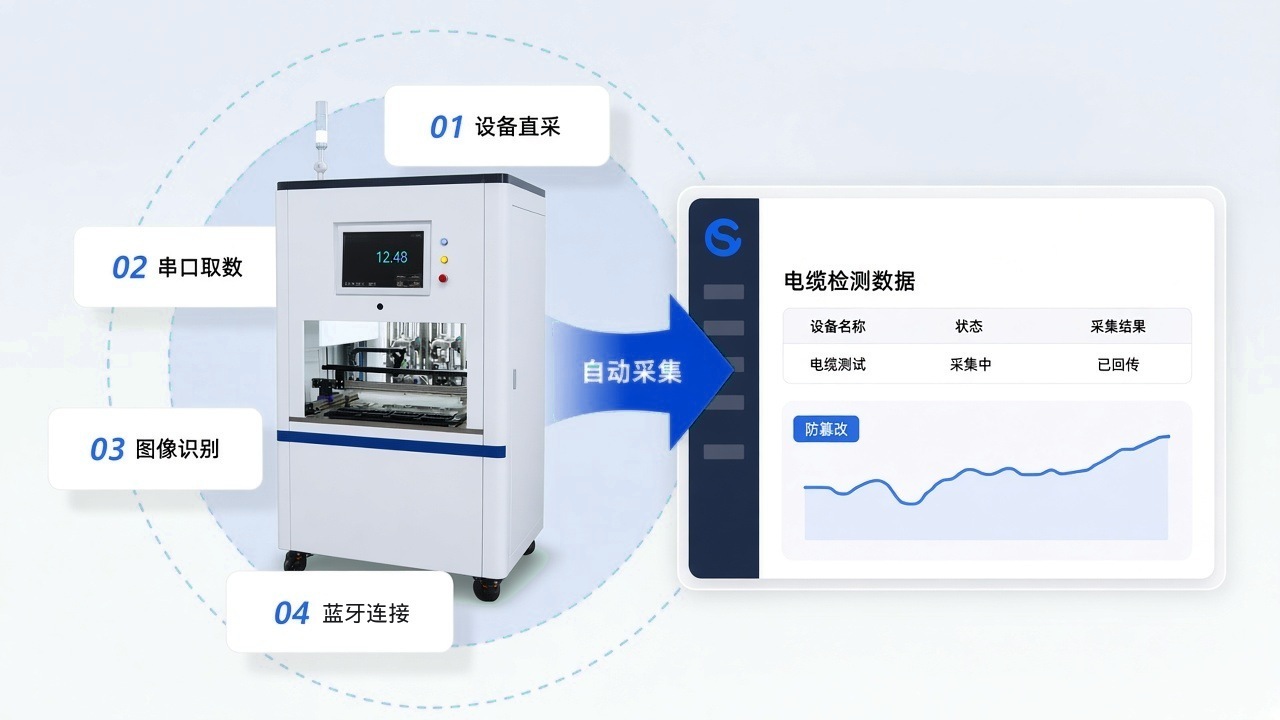 01 设备直采
02 串口取数
12.48
03 图像识别
04 蓝牙连接
自动采集
电缆检测数据
设备名称 状态 采集结果
电缆测试 采集中 已回传
防篡改